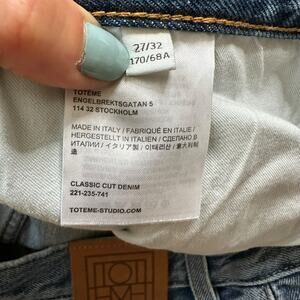 27/32
170/68A
TOTEME
ENGELBREKTSGATAN 5
114 32 STOCKHOLM
MADE IN ITALY / FABRIQUÉ EN ITALIE /
HERGESTELLT IN ITALIEN / СДЕЛАНО В
ИТАЛИИ / イタリア製 / 이태리산 / 意大利制
造
CLASSIC CUT DENIM
221-235-741
TOTEME-STUDIO.COM